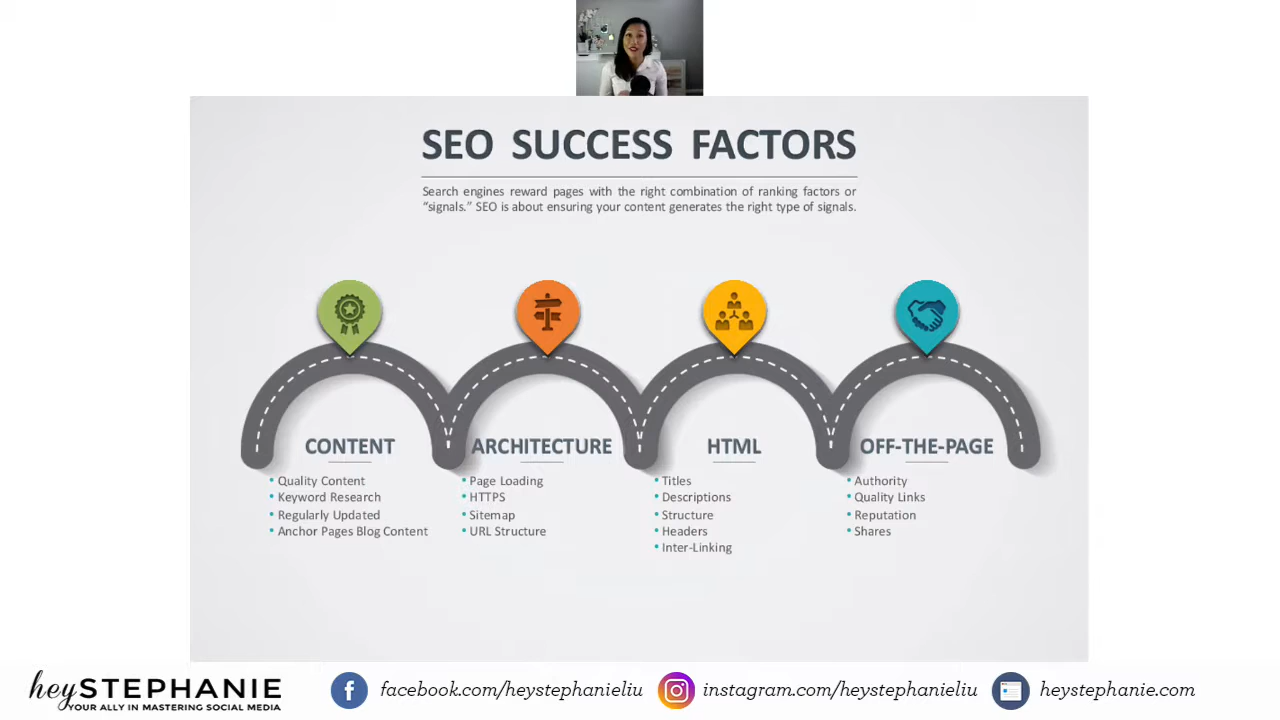 SEO SUCCESS FACTORS
Search engines reward pages with the right combination of ranking factors or
“signals.” SEO is about ensuring your content generates the right type of signals.
CONTENT
• Quality Content
• Keyword Research
• Regularly Updated
• Anchor Pages Blog Content
ARCHITECTURE
• Page Loading
• HTTPS
• Sitemap
• URL Structure
HTML
• Titles
• Descriptions
• Structure
• Headers
• Inter-Linking
OFF-THE-PAGE
• Authority
• Quality Links
• Reputation
• Shares
heySTEPHANIE
YOUR ALLY IN MASTERING SOCIAL MEDIA
facebook.com/heystephanieliu
instagram.com/heystephanieliu
heystephanie.com